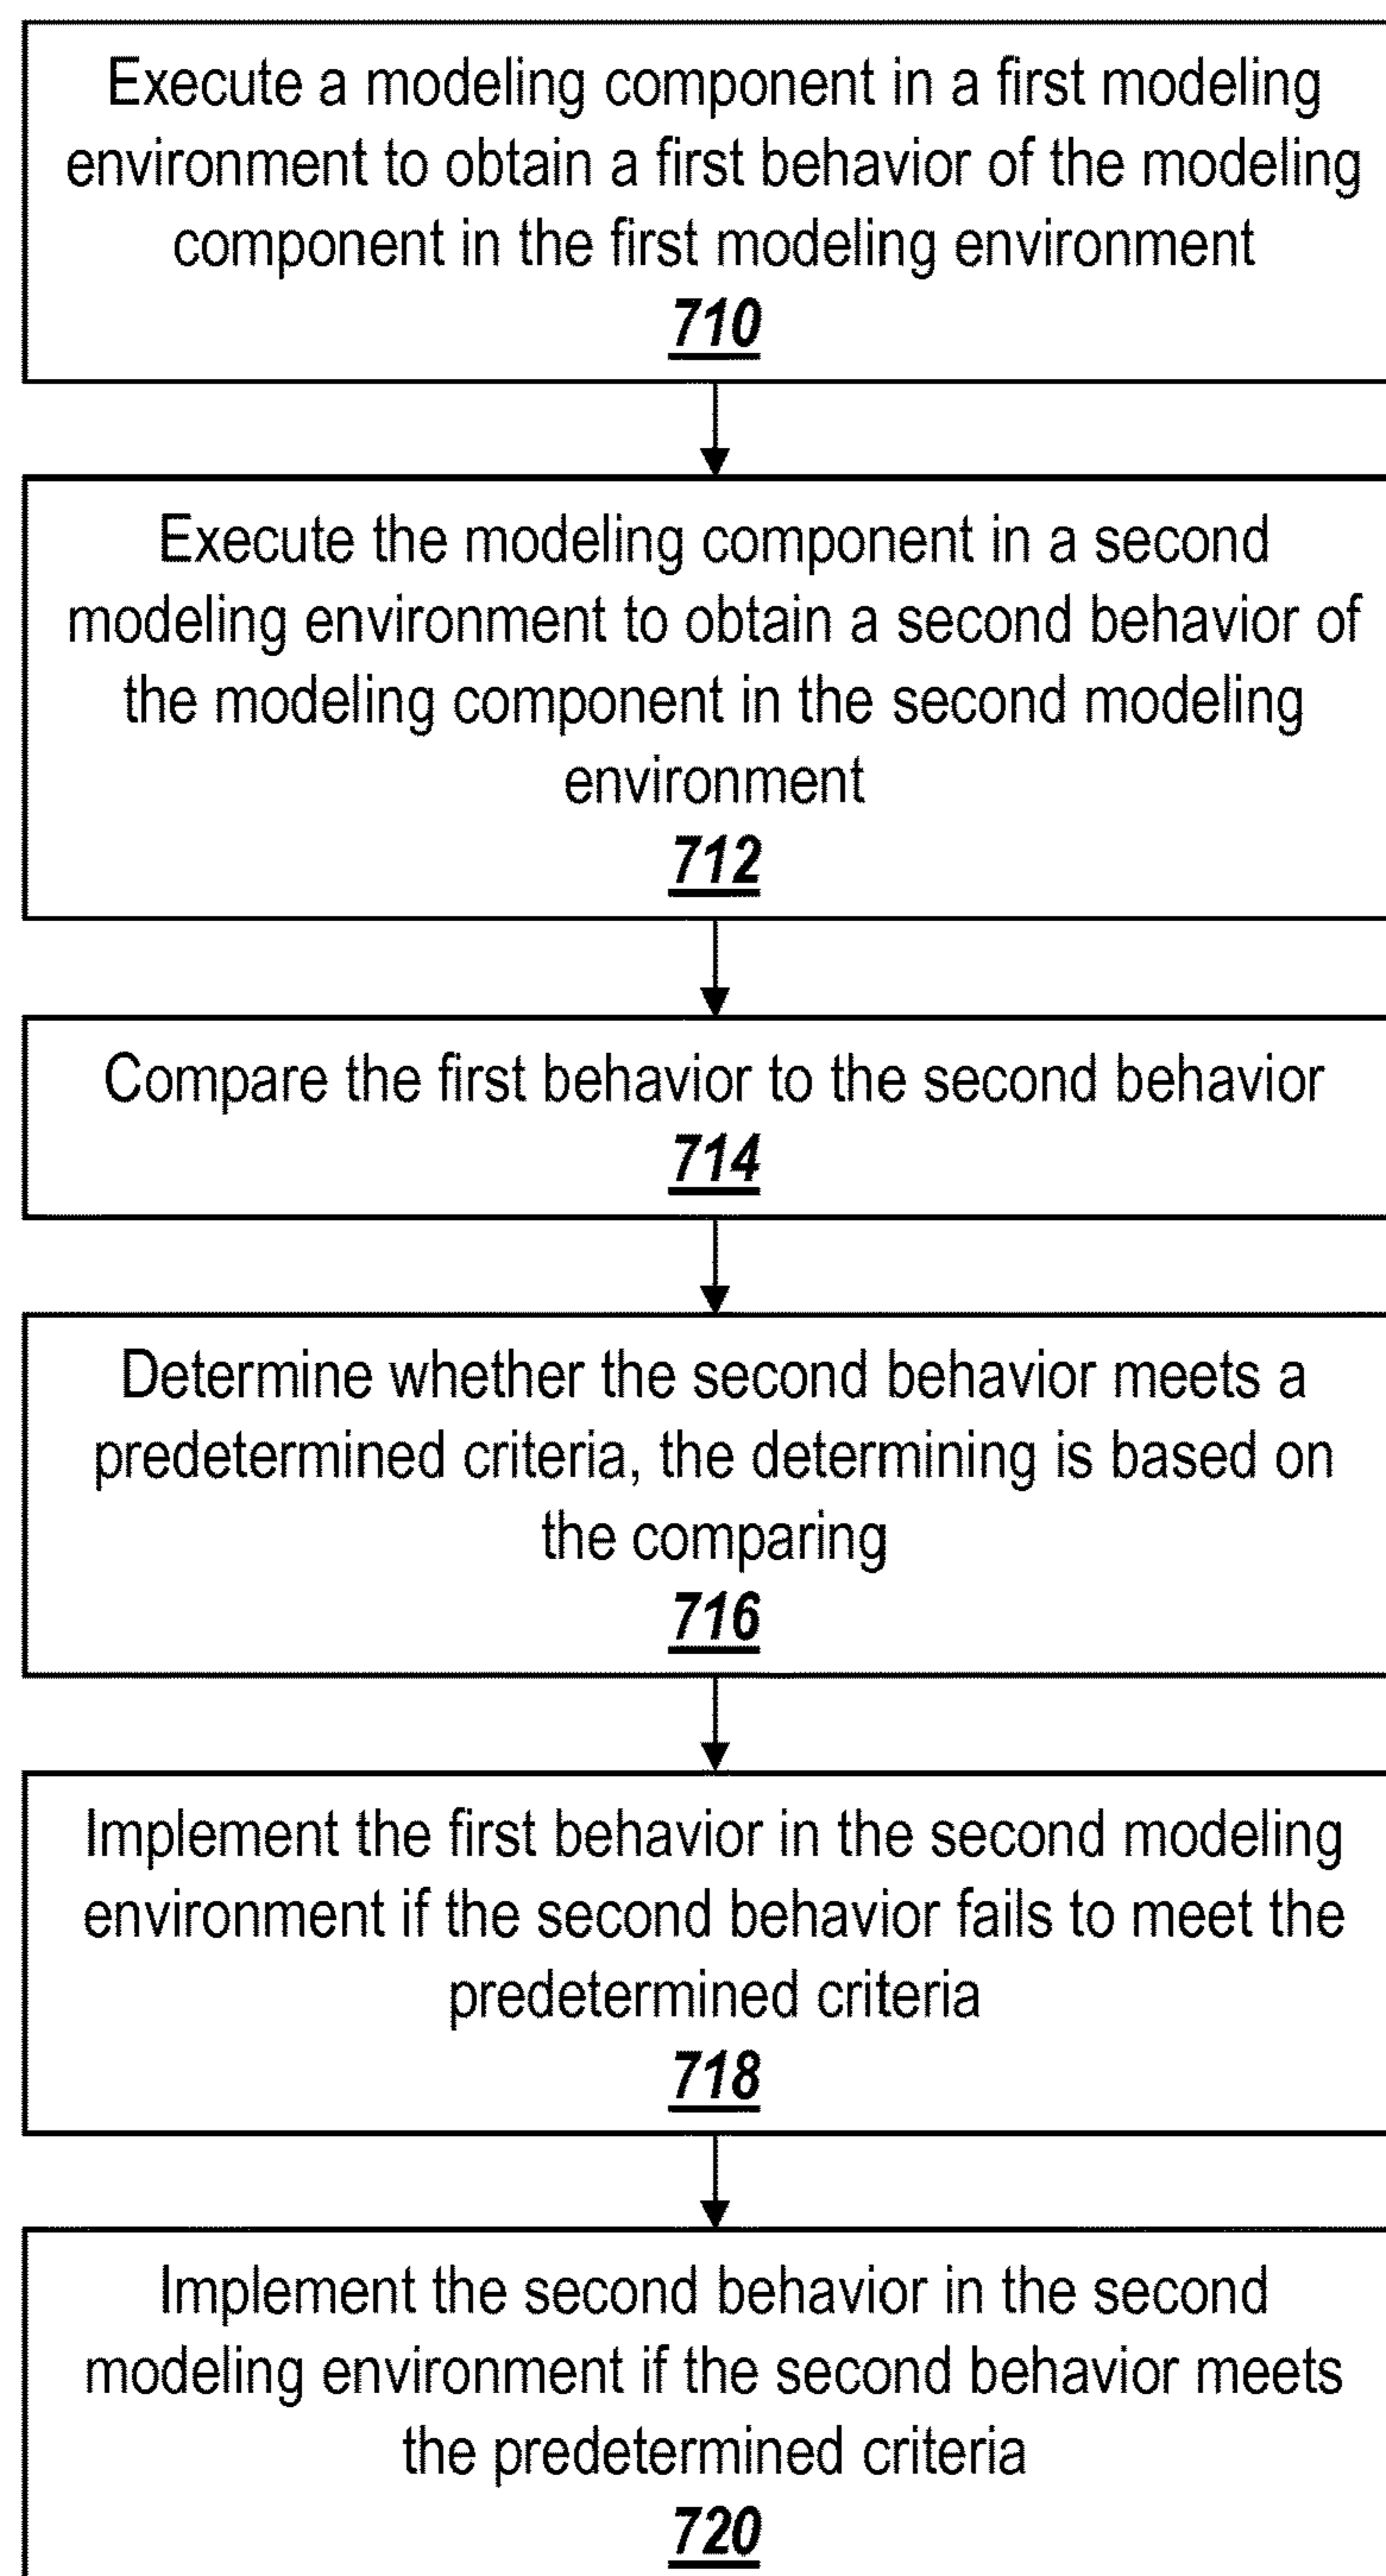 Execute a modeling component in a first modeling
environment to obtain a first behavior of the modeling
component in the first modeling environment
710
Execute the modeling component in a second
modeling environment to obtain a second behavior of
the modeling component in the second modeling
environment
712
Compare the first behavior to the second behavior
714
Determine whether the second behavior meets a
predetermined criteria, the determining is based on
the comparing
716
Implement the first behavior in the second modeling
environment if the second behavior fails to meet the
predetermined criteria
718
Implement the second behavior in the second
modeling environment if the second behavior meets
the predetermined criteria
720